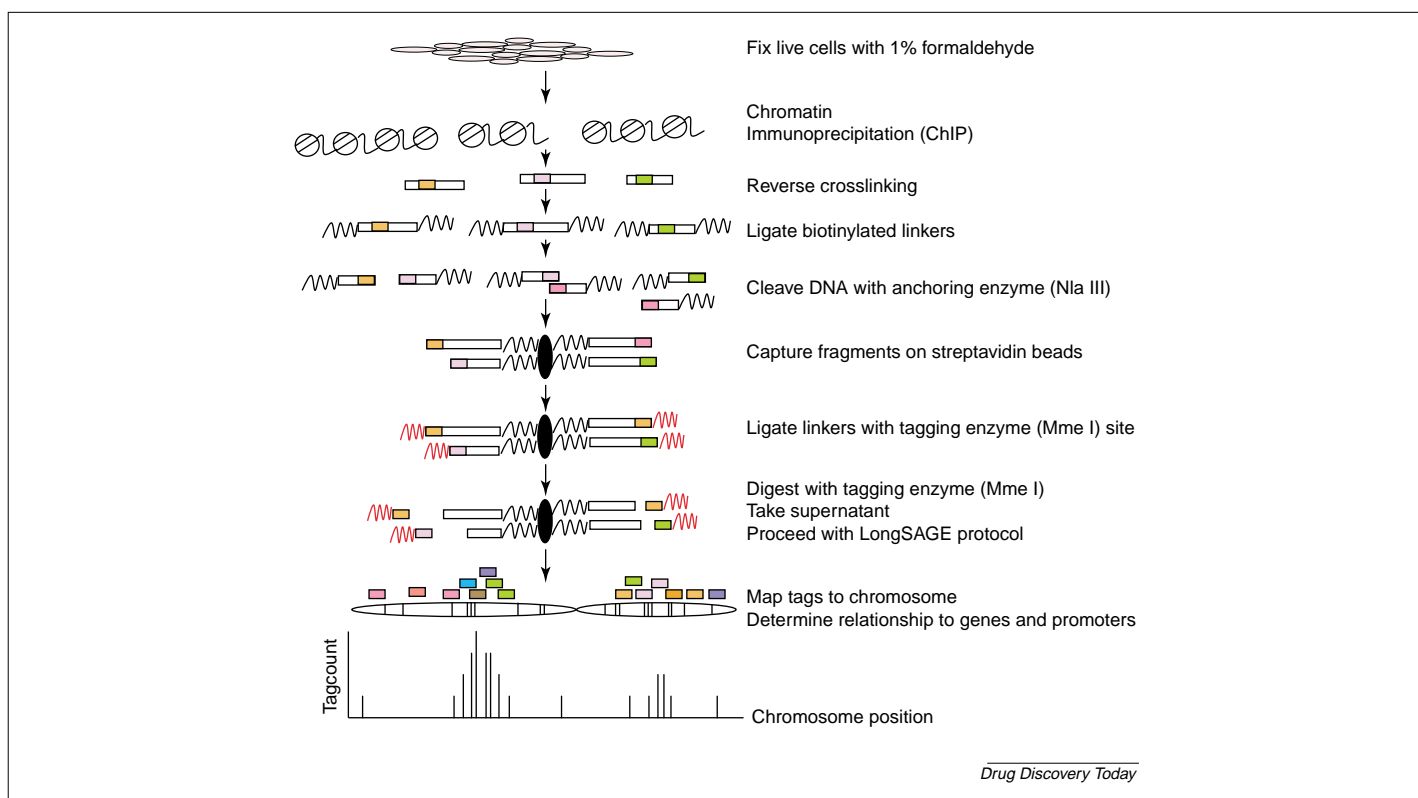 Fix live cells with 1% formaldehyde
Chromatin
Immunoprecipitation (ChIP)
Reverse crosslinking
Ligate biotinylated linkers
Cleave DNA with anchoring enzyme (Nla III)
Capture fragments on streptavidin beads
Ligate linkers with tagging enzyme (Mme I) site
Digest with tagging enzyme (Mme I)
Take supernatant
Proceed with LongSAGE protocol
Map tags to chromosome
Determine relationship to genes and promoters
Tagcount
Chromosome position
Drug Discovery Today